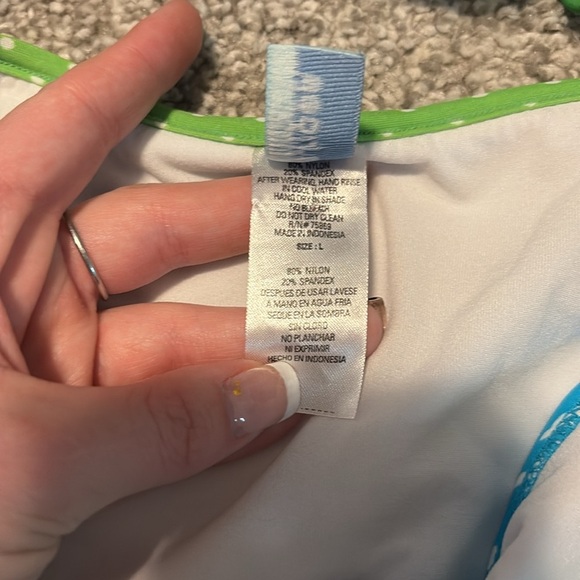 80% NYLON
20% SPANDEX
AFTER WEARING, HAND RINSE
IN COOL WATER
HANG DRY IN SHADE
NO BLEACH
DO NOT DRY CLEAN
R/N# 75869
MADE IN INDONESIA
SIZE : L
80% NYLON
20% SPANDEX
DESPUES DE USAR LAVESE
A MANO EN AGUA FRIA
SEQUE EN LA SOMBRA
SIN CLORO
NO PLANCHAR
NI EXPRIMIR
HECHO EN INDONESIA